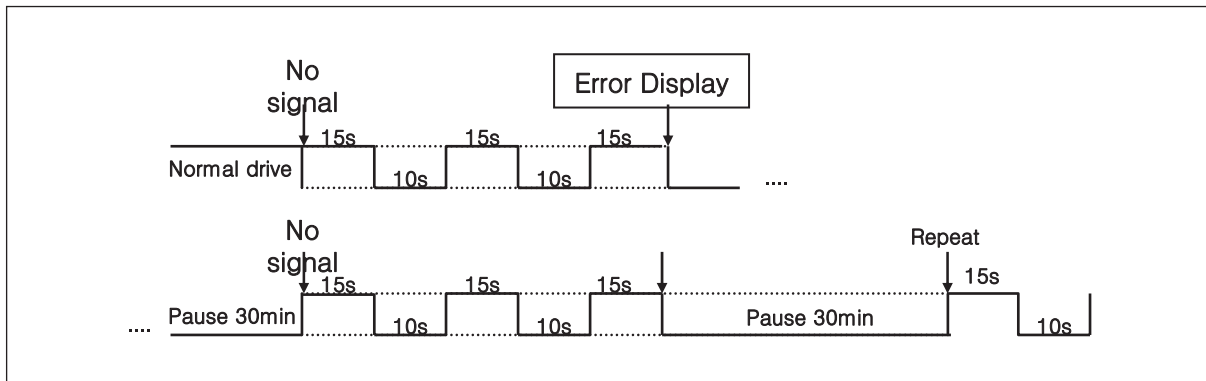 No
signal
Error Display
15s 15s 15s
Normal drive
10s 10s
....
No
signal
Repeat
15s 15s 15s 15s
.... Pause 30min
10s 10s Pause 30min 10s